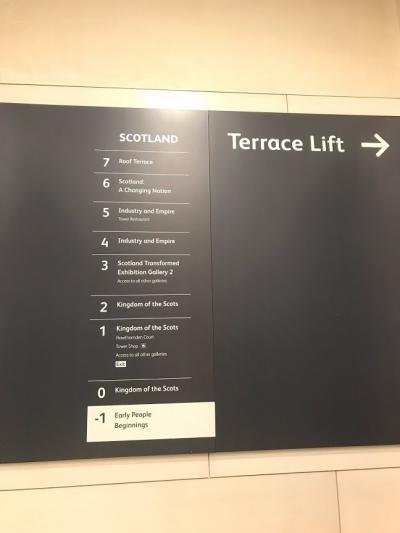 SCOTLAND
7 Roof Terrace
6 Scotland:
A Changing Nation
5 Industry and Empire
Tower Restaurant
4 Industry and Empire
3 Scotland Transformed
Exhibition Gallery 2
Access to all other galleries
2 Kingdom of the Scots
1 Kingdom of the Scots
Hawthornden Court
Tower Shop
Access to all other galleries
Exit
0 Kingdom of the Scots
-1 Early People
Beginnings
Terrace Lift →